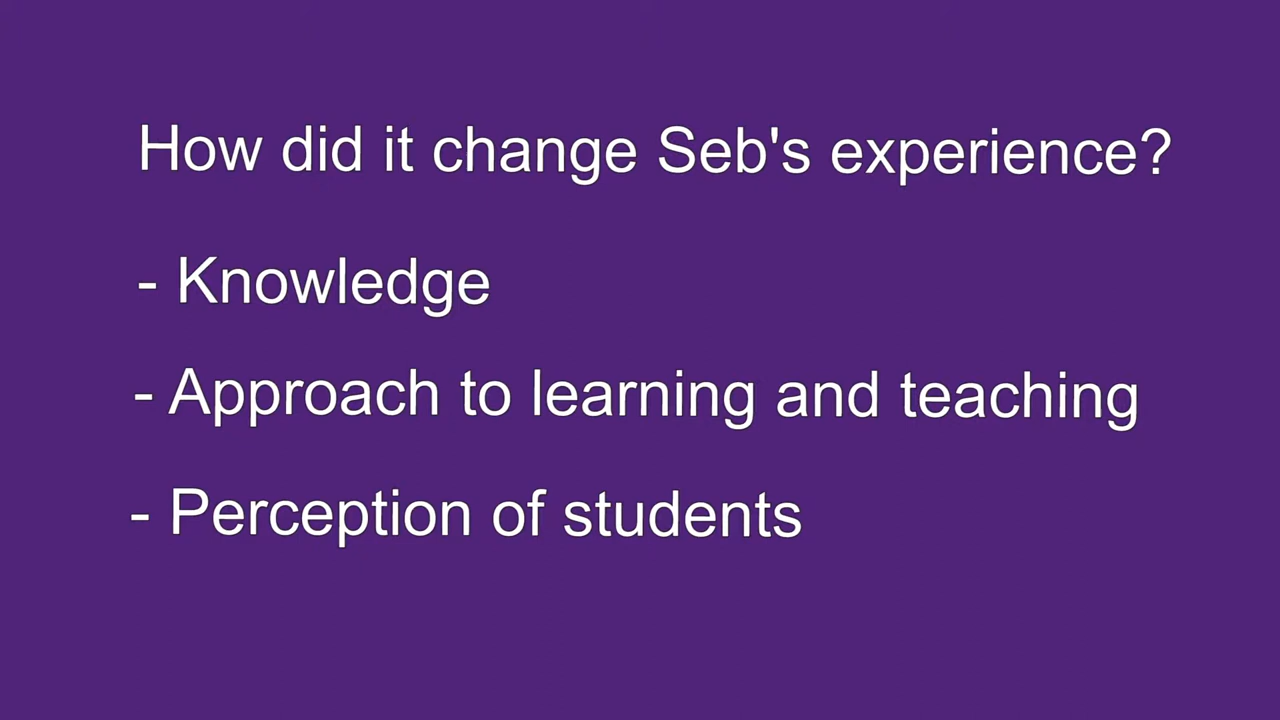 How did it change Seb's experience?
- Knowledge
- Approach to learning and teaching
- Perception of students